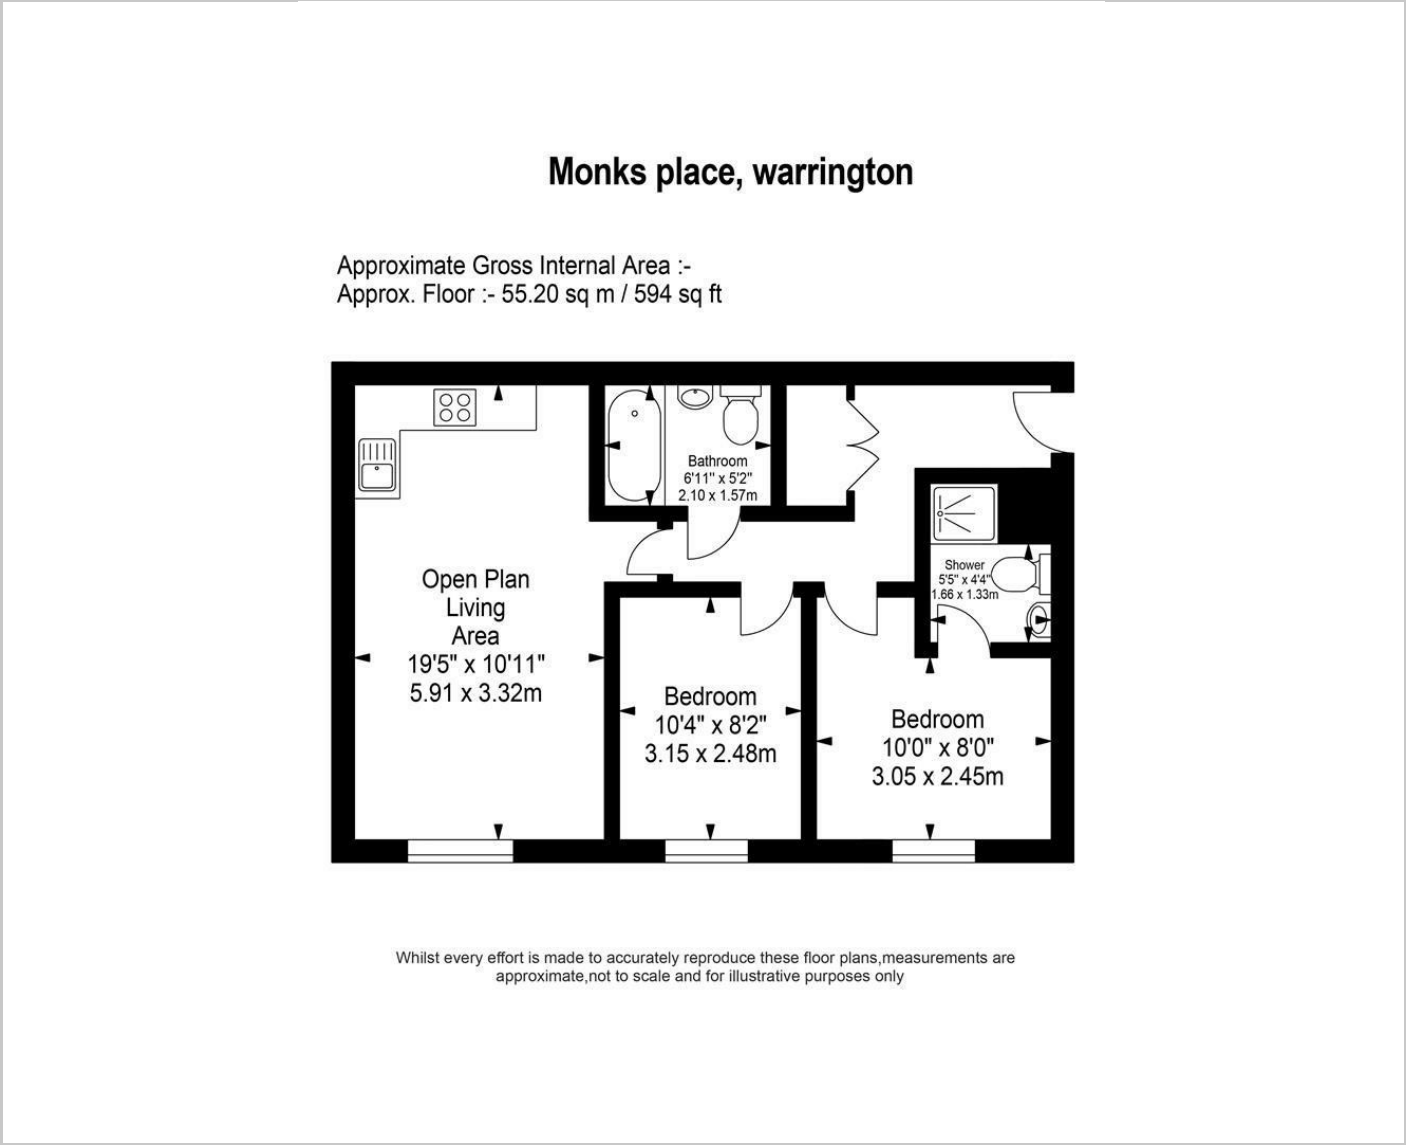 Monks place, warrington
Approximate Gross Internal Area :-
Approx. Floor :- 55.20 sq m / 594 sq ft
Bathroom
6'11" x 5'2"
2.10 x 1.57m
Shower
5'5" x 4'4"
1.66 x 1.33m
Open Plan
Living
Area
19'5" x 10'11"
5.91 x 3.32m
Bedroom
10'4" x 8'2"
3.15 x 2.48m
Bedroom
10'0" x 8'0"
3.05 x 2.45m
Whilst every effort is made to accurately reproduce these floor plans,measurements are
approximate,not to scale and for illustrative purposes only